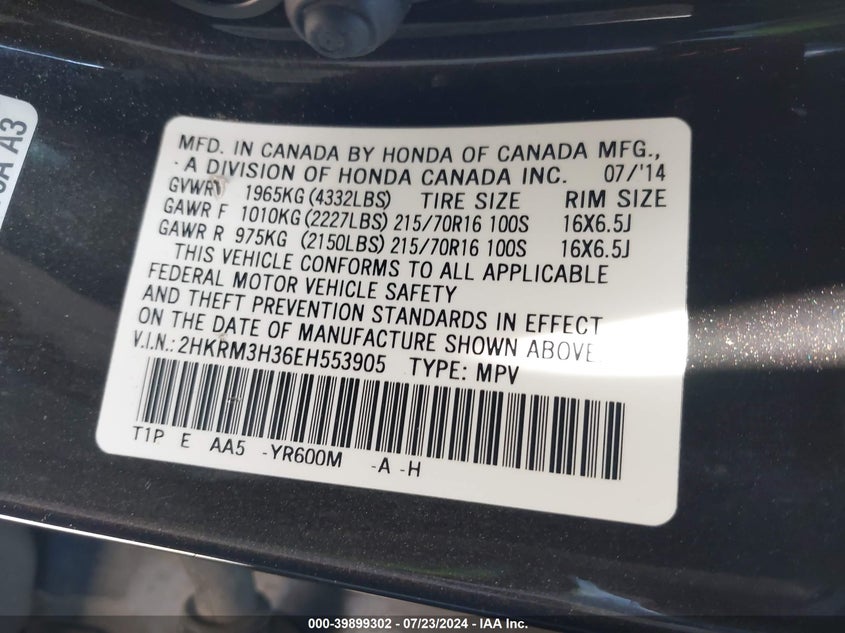 MFD. IN CANADA BY HONDA OF CANADA MFG.,
A DIVISION OF HONDA CANADA INC. 07/'14
GVWR 1965KG (4332LBS) TIRE SIZE RIM SIZE
GAWR F 1010KG (2227LBS) 215/70R16 100S 16X6.5J
GAWR R 975KG (2150LBS) 215/70R16 100S 16X6.5J
THIS VEHICLE CONFORMS TO ALL APPLICABLE
FEDERAL MOTOR VEHICLE SAFETY
AND THEFT PREVENTION STANDARDS IN EFFECT
ON THE DATE OF MANUFACTURE SHOWN ABOVE.
V.I.N.: 2HKRM3H36EH553905 TYPE: MPV
T1P E AA5 -YR600M -A -H
A3
000-39899302 / 07/23/2024 - IAA Inc.